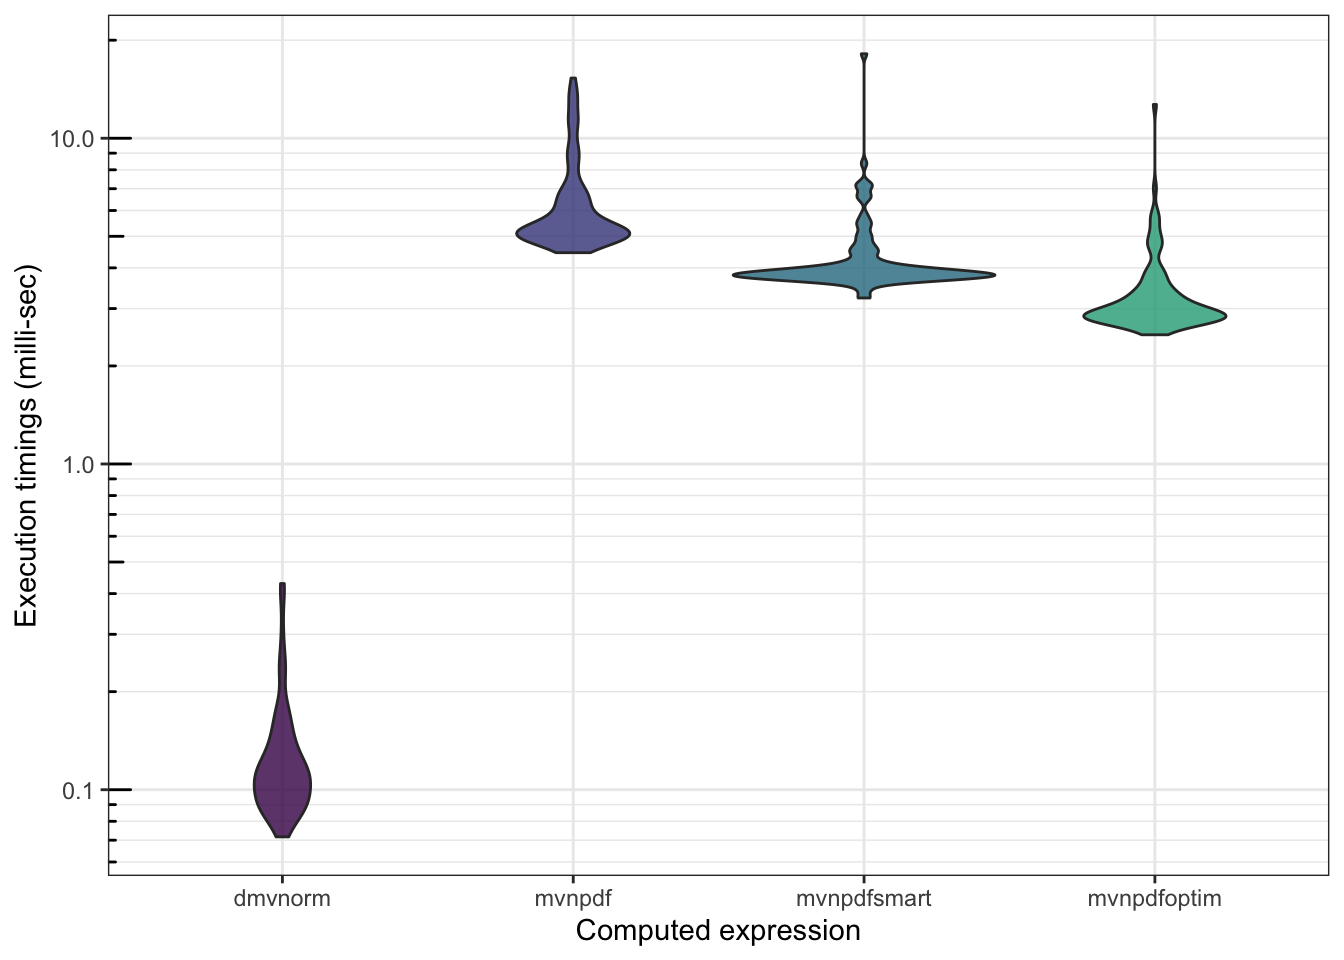 Execution timings (milli-sec)
10.0
1.0
0.1
dmvnorm
mvnpdf
mvnpdfsmart
mvnpdfoptim
Computed expression